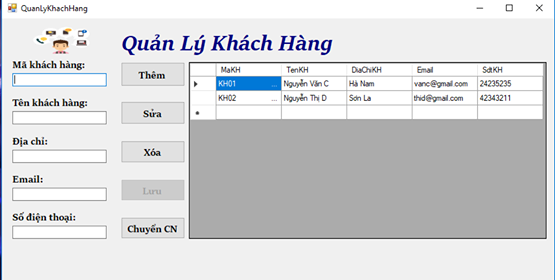 QuanLyKhachHang
Quản Lý Khách Hàng
Mã khách hàng:
Tên khách hàng:
Địa chỉ:
Email:
Số điện thoại:
Thêm
Sửa
Xóa
Lưu
Chuyển CN
MaKH TenKH DiaChiKH Email SdtKH
KH01 ... Nguyễn Văn C Hà Nam vanc@gmail.com 24235235
KH02 ... Nguyễn Thị D Sơn La thid@gmail.com 42343211